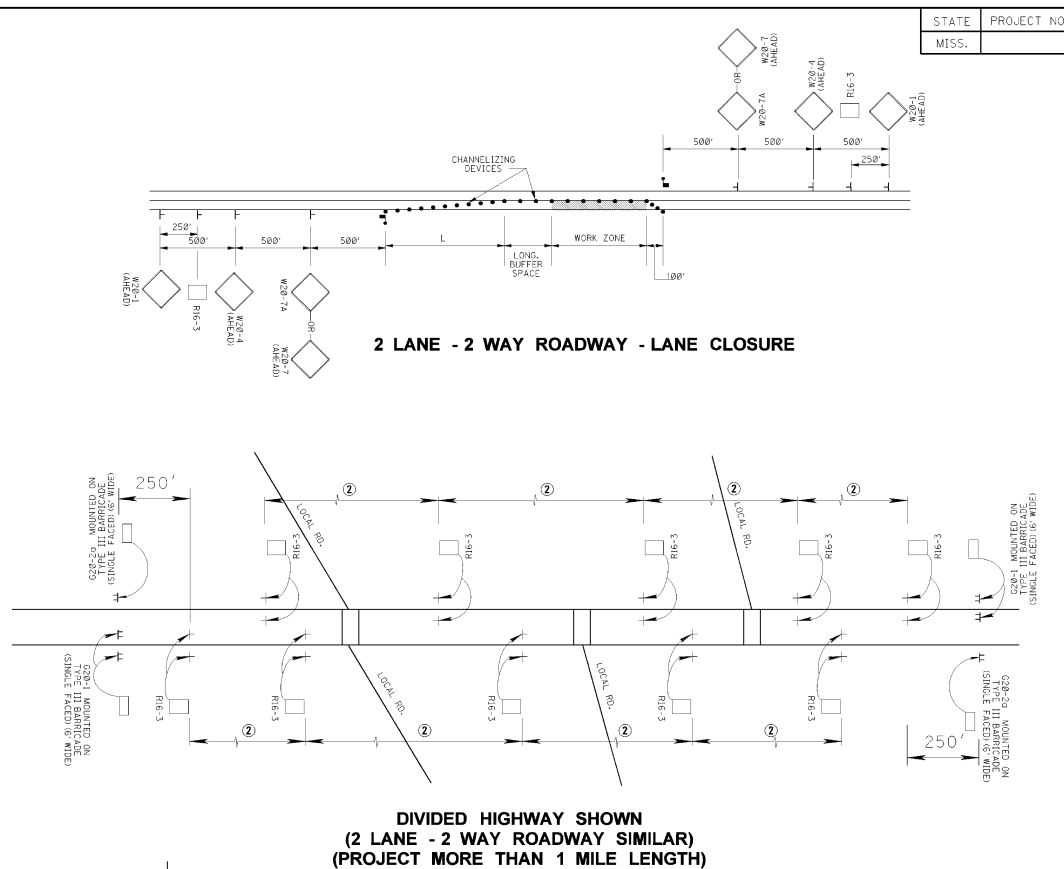 STATE PROJECT NO
MISS.
W20-7
(AHEAD)
OR
W20-7A
W20-4
(AHEAD)
R16-3
W20-1
(AHEAD)
500' 500' 500'
250'
CHANNELIZING
DEVICES
250'
500' 500' 500' L LONG.
BUFFER
SPACE
WORK ZONE
100'
W20-1
(AHEAD)
R16-3
W20-4
(AHEAD)
W20-7A
OR
W20-7
(AHEAD)
2 LANE - 2 WAY ROADWAY - LANE CLOSURE
G20-2a MOUNTED ON
TYPE III BARRICADE
(SINGLE FACED)(6' WIDE)
250'
2 2 2 2
LOCAL RD.
LOCAL RD.
R16-3 R16-3 R16-3 R16-3 R16-3
G20-1 MOUNTED ON
TYPE III BARRICADE
(SINGLE FACED)(6' WIDE)
G20-1 MOUNTED ON
TYPE III BARRICADE
(SINGLE FACED)(6' WIDE)
R16-3 R16-3 R16-3 R16-3 R16-3
LOCAL RD.
LOCAL RD.
2 2 2 2
250'
G20-2a MOUNTED ON
TYPE III BARRICADE
(SINGLE FACED)(6' WIDE)
DIVIDED HIGHWAY SHOWN
(2 LANE - 2 WAY ROADWAY SIMILAR)
(PROJECT MORE THAN 1 MILE LENGTH)